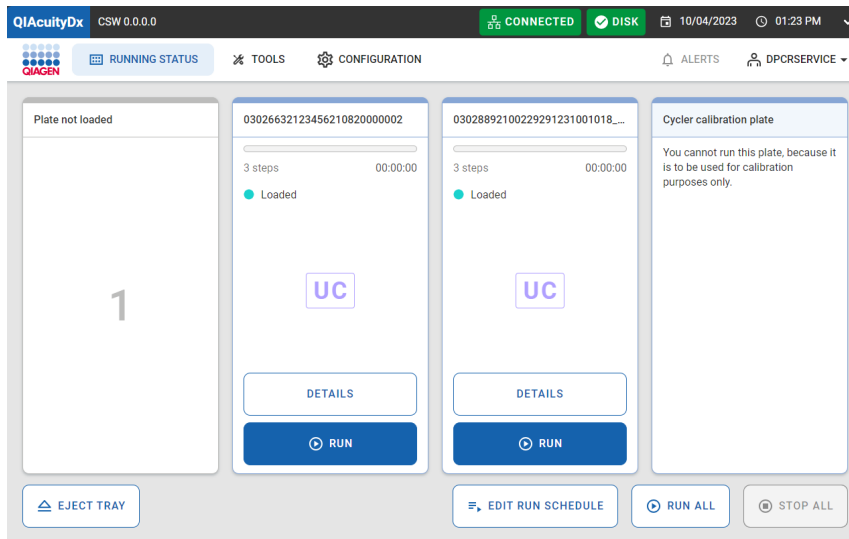 QIAcuityDx CSW 0.0.0.0 CONNECTED DISK 10/04/2023 01:23 PM
QIAGEN RUNNING STATUS TOOLS CONFIGURATION ALERTS DPCRSERVICE
Plate not loaded
1
03026632123456210820000002
3 steps 00:00:00
Loaded
UC
DETAILS
RUN
03028892100229291231001018_...
3 steps 00:00:00
Loaded
UC
DETAILS
RUN
Cycler calibration plate
You cannot run this plate, because it
is to be used for calibration
purposes only.
EJECT TRAY EDIT RUN SCHEDULE RUN ALL STOP ALL